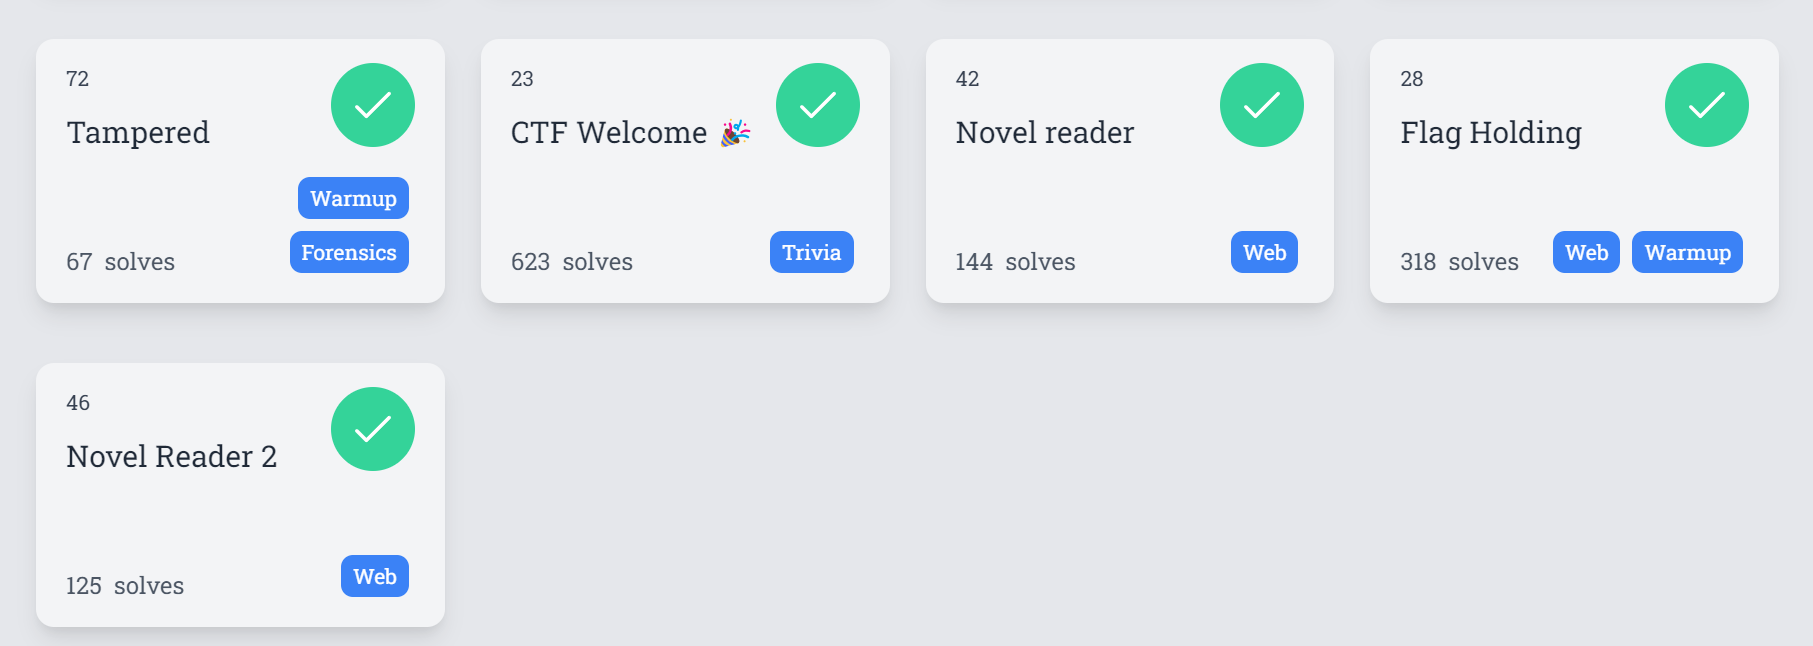 72
Tampered
Warmup
67 solves
Forensics
23
CTF Welcome 🎉
623 solves
Trivia
42
Novel reader
144 solves
Web
28
Flag Holding
318 solves
Web
Warmup
46
Novel Reader 2
125 solves
Web